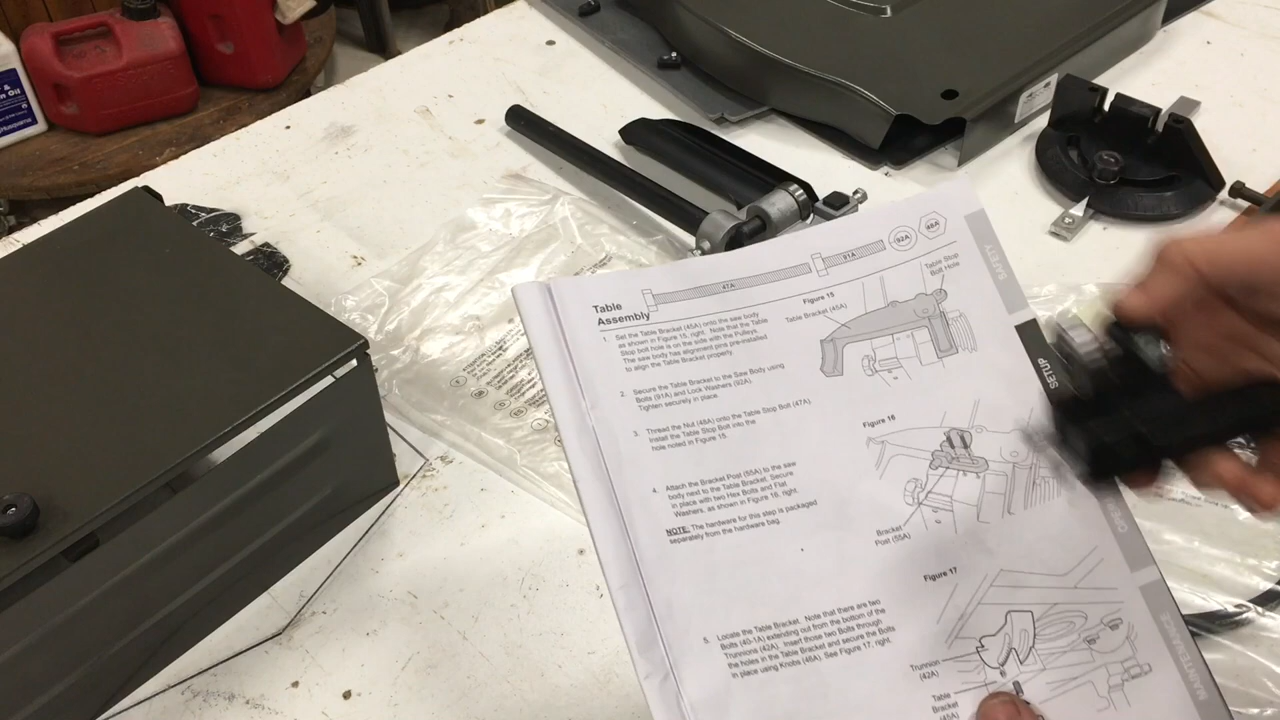 47A
91A
92A
48A
Table
Assembly
Figure 15
Table Stop
Bolt Hole
Table Bracket (45A)
1. Set the Table Bracket (45A) onto the saw body
as shown in Figure 15, right. Note that the Table
Stop bolt hole is on the side with the Pulleys.
The saw body has alignment pins pre-installed
to align the Table Bracket properly.
2. Secure the Table Bracket to the Saw Body using
Bolts (91A) and Lock Washers (92A).
Tighten securely in place.
3. Thread the Nut (48A) onto the Table Stop Bolt (47A).
Install the Table Stop Bolt into the
hole noted in Figure 15.
Figure 16
4. Attach the Bracket Post (55A) to the saw
body next to the Table Bracket. Secure
in place with two Hex Bolts and Flat
Washers, as shown in Figure 16, right.
NOTE: The hardware for this step is packaged
separately from the hardware bag.
Bracket
Post (55A)
Figure 17
5. Locate the Table Bracket. Note that there are two
Bolts (40-1A) extending out from the bottom of the
Trunnions (42A). Insert those two Bolts through
the holes in the Table Bracket and secure the Bolts
in place using Knobs (46A). See Figure 17, right.
Trunnion
(42A)
Table
Bracket
(45A)
SAFETY
SETUP
MAINTENANCE